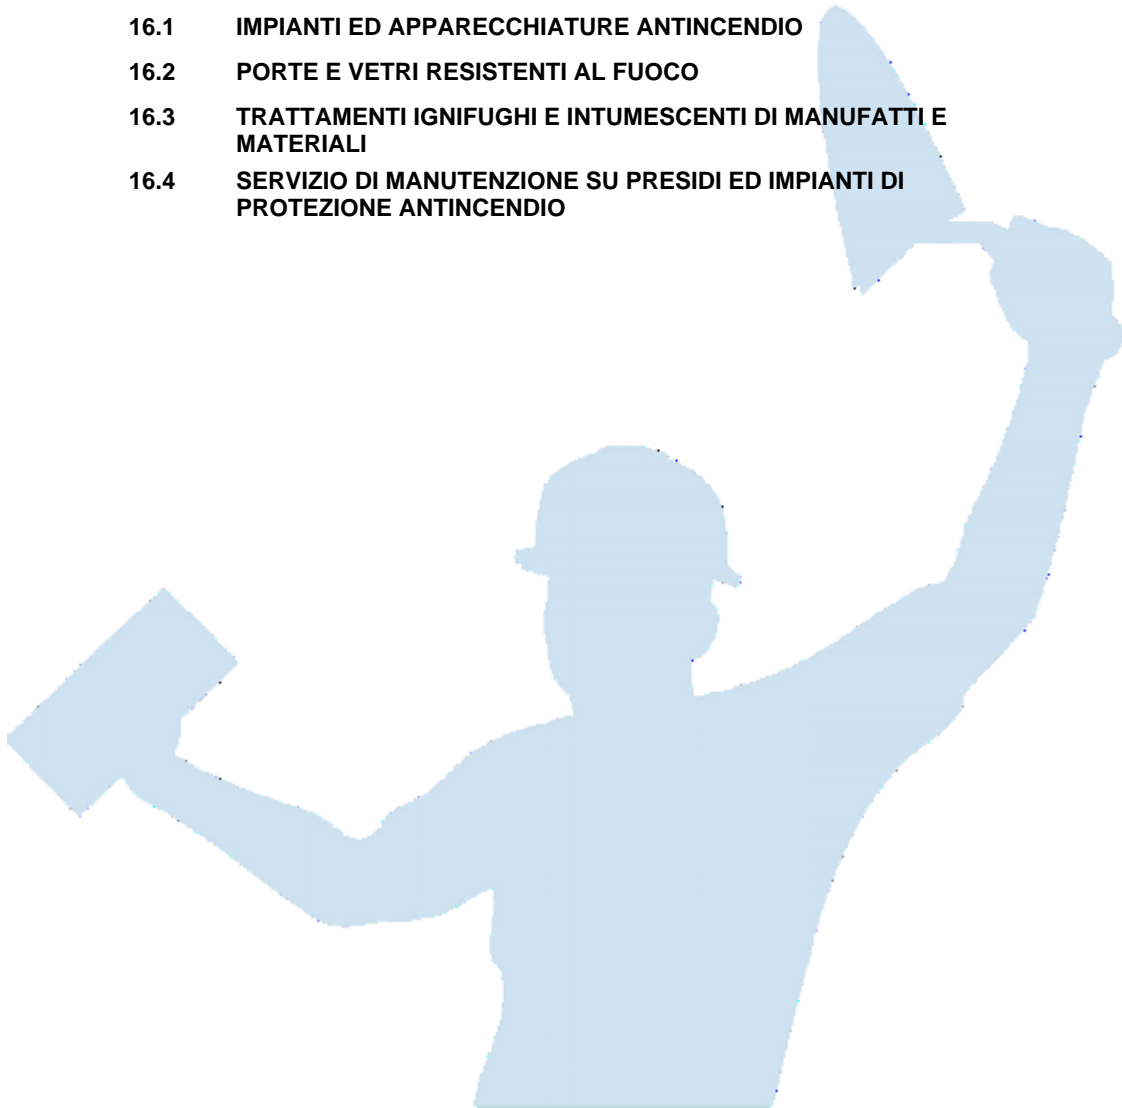 16.1 IMPIANTI ED APPARECCHIATURE ANTINCENDIO
16.2 PORTE E VETRI RESISTENTI AL FUOCO
16.3 TRATTAMENTI IGNIFUGHI E INTUMESCENTI DI MANUFATTI E
MATERIALI
16.4 SERVIZIO DI MANUTENZIONE SU PRESIDI ED IMPIANTI DI
PROTEZIONE ANTINCENDIO